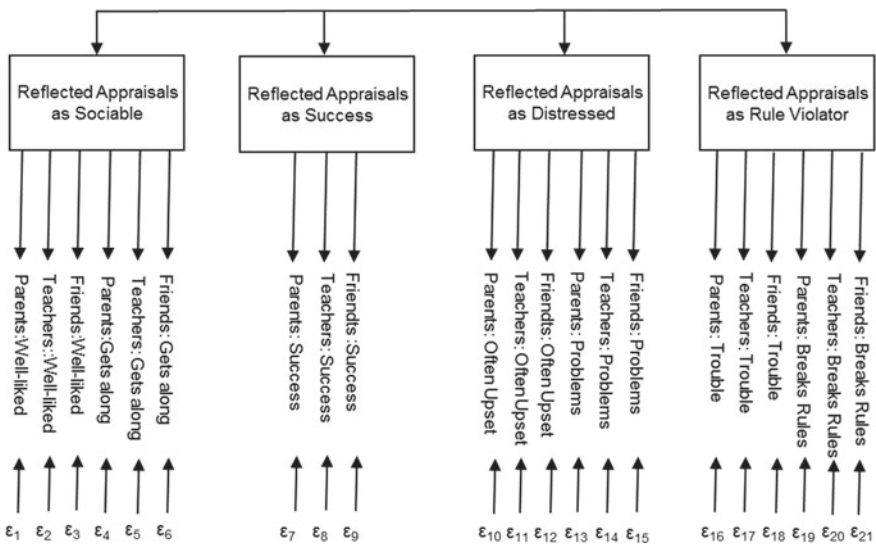 Reflected Appraisals
as Sociable
Reflected Appraisals
as Success
Reflected Appraisals
as Distressed
Reflected Appraisals
as Rule Violator
Parents:Well-liked
Teachers::Well-liked
Friends:Well-liked
Parents:Gets along
Teachers: Gets along
Friends: Gets along
Parents: Success
Teachers: Success
Friendts :Success
Parents: Often Upset
Teachers: Often Upset
Friendts: Often Upset
Parents: Problems
Teachers: Problems
Friends: Problems
Parents: Trouble
Teachers: Trouble
Friends: Trouble
Parents: Breaks Rules
Teachers: Breaks Rules
Friends: Breaks Rules
ε1 ε2 ε3 ε4 ε5 ε6 ε7 ε8 ε9 ε10 ε11 ε12 ε13 ε14 ε15 ε16 ε17 ε18 ε19 ε20 ε21